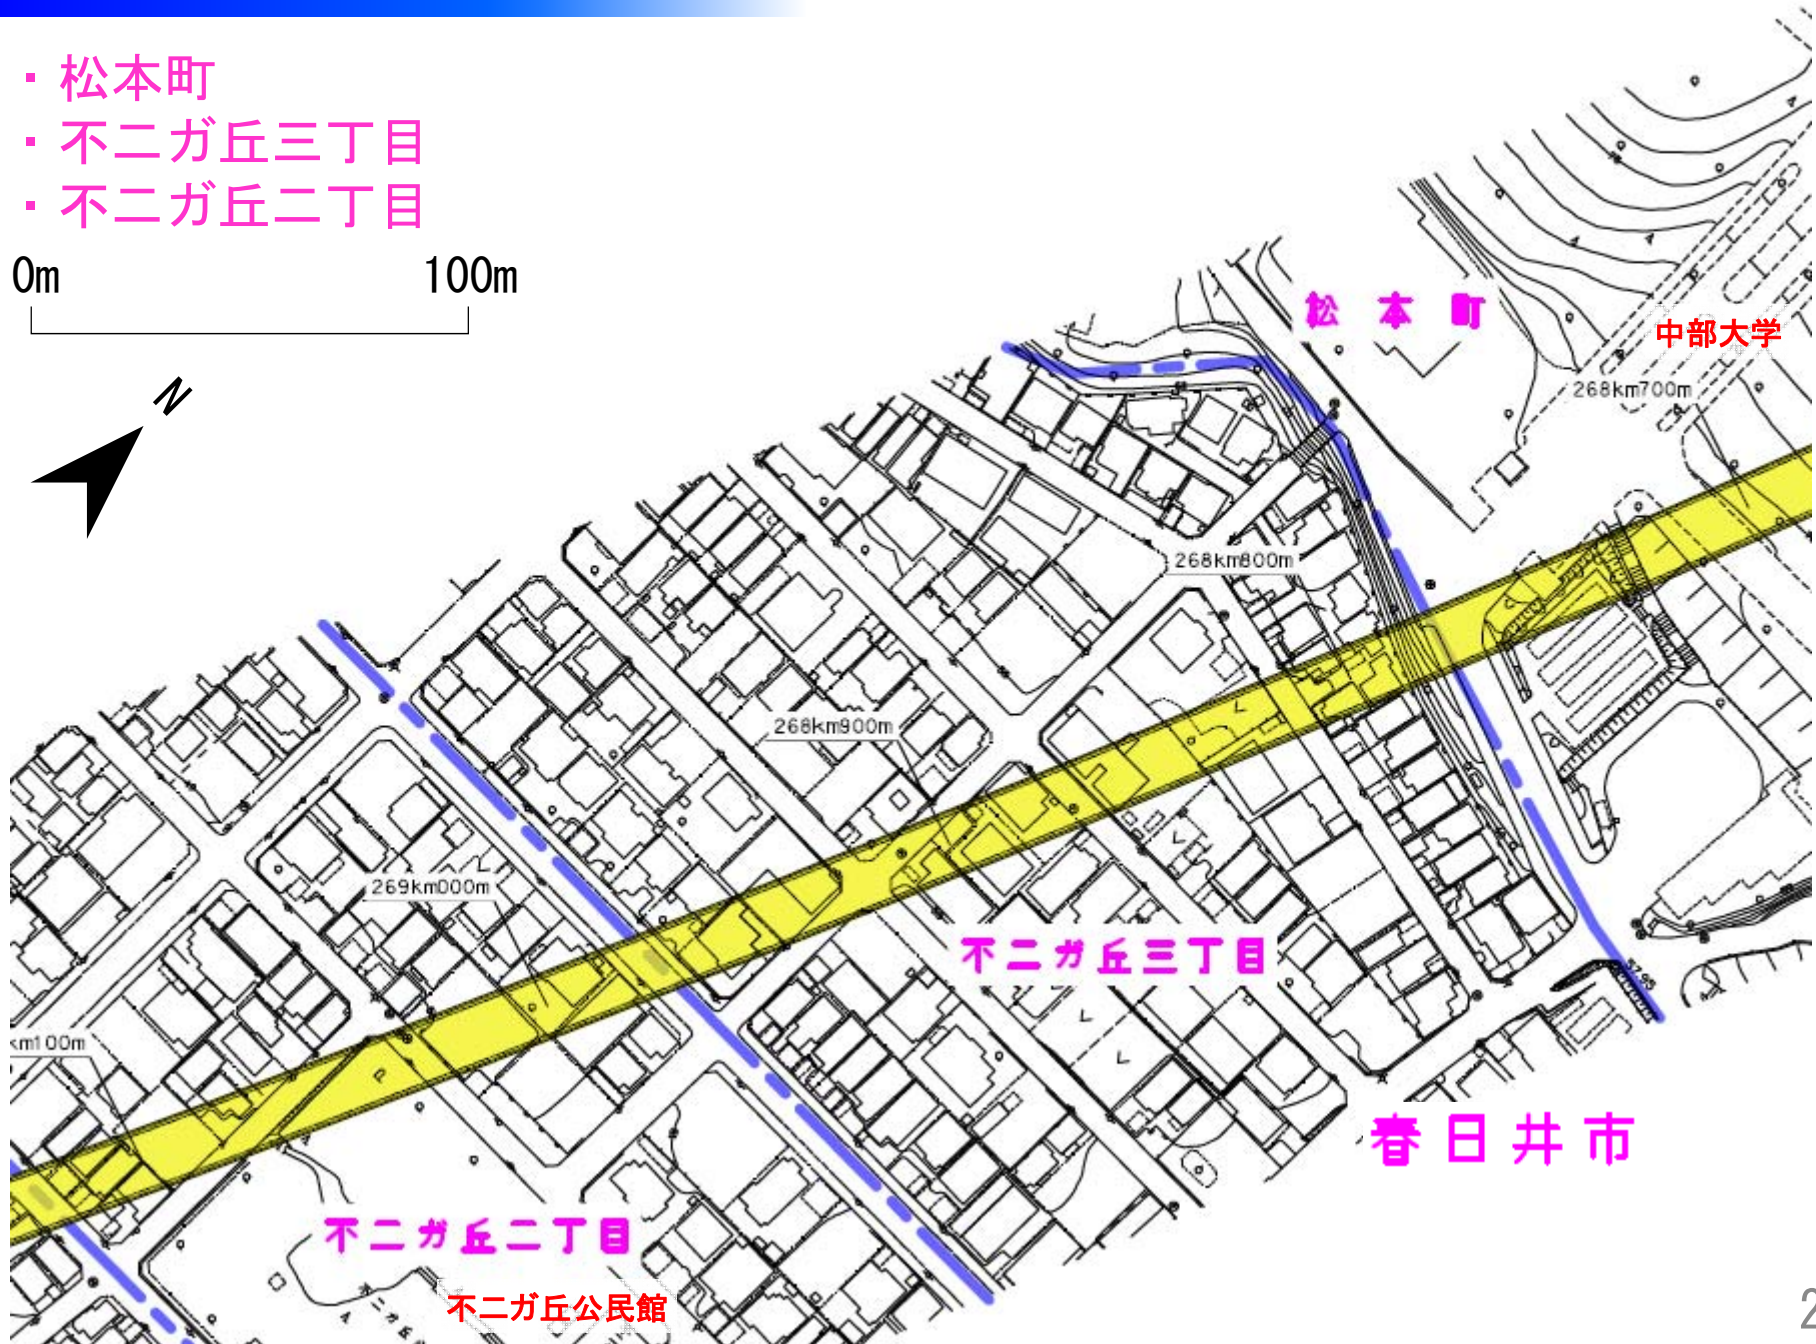 ・松本町
・不二ガ丘三丁目
・不二ガ丘二丁目
0m 100m
N
松本町
中部大学
268km700m
268km800m
268km900m
269km000m
km100m
不二ガ丘三丁目
春日井市
不二ガ丘二丁目
不二ガ丘公民館
2